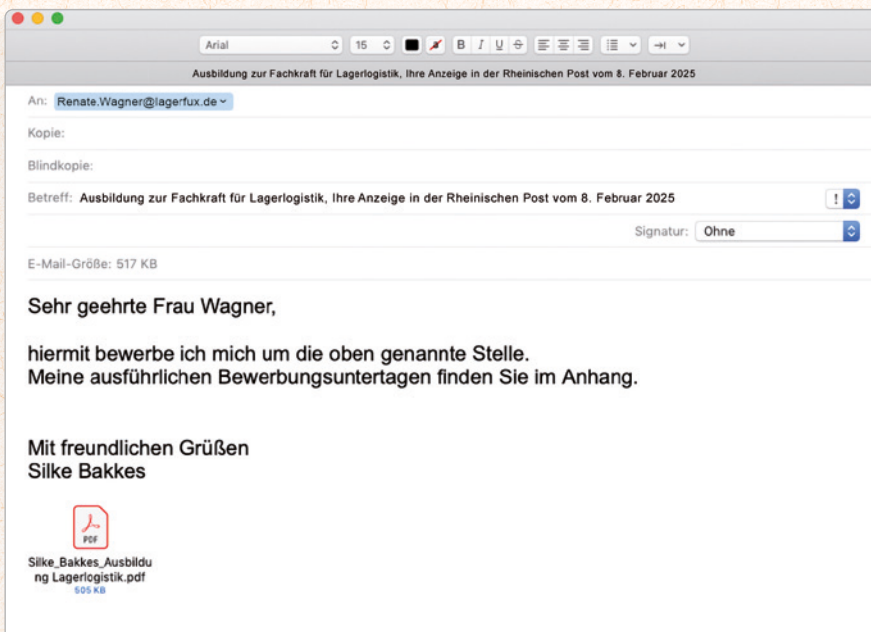 Arial 15 B I U S
Ausbildung zur Fachkraft für Lagerlogistik, Ihre Anzeige in der Rheinischen Post vom 8. Februar 2025
An: Renate.Wagner@lagerfux.de
Kopie:
Blindkopie:
Betreff: Ausbildung zur Fachkraft für Lagerlogistik, Ihre Anzeige in der Rheinischen Post vom 8. Februar 2025 !
Signatur: Ohne
E-Mail-Größe: 517 KB
Sehr geehrte Frau Wagner,
hiermit bewerbe ich mich um die oben genannte Stelle.
Meine ausführlichen Bewerbungsuntertagen finden Sie im Anhang.
Mit freundlichen Grüßen
Silke Bakkes
PDF
Silke_Bakkes_Ausbildu
ng Lagerlogistik.pdf
505 KB